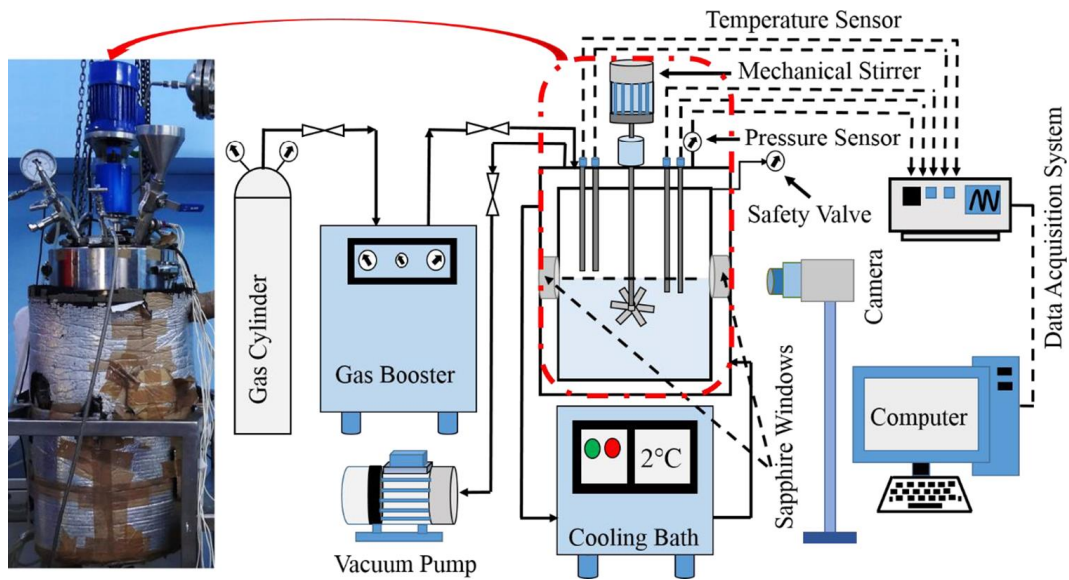 Temperature Sensor
Mechanical Stirrer
Pressure Sensor
Safety Valve
Data Acquisition System
Camera
Gas Cylinder
Gas Booster
Computer
Sapphire Windows
2°C
Cooling Bath
Vacuum Pump